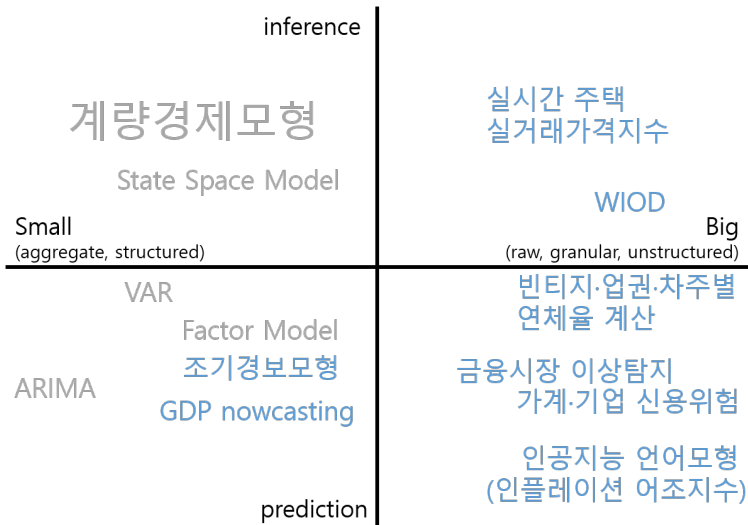 inference
계량경제모형
State Space Model
실시간 주택
실거래가격지수
WIOD
Small
(aggregate, structured)
Big
(raw, granular, unstructured)
VAR
Factor Model
조기경보모형
ARIMA
GDP nowcasting
빈티지·업권·차주별
연체율 계산
금융시장 이상탐지
가계·기업 신용위험
인공지능 언어모형
(인플레이션 어조지수)
prediction